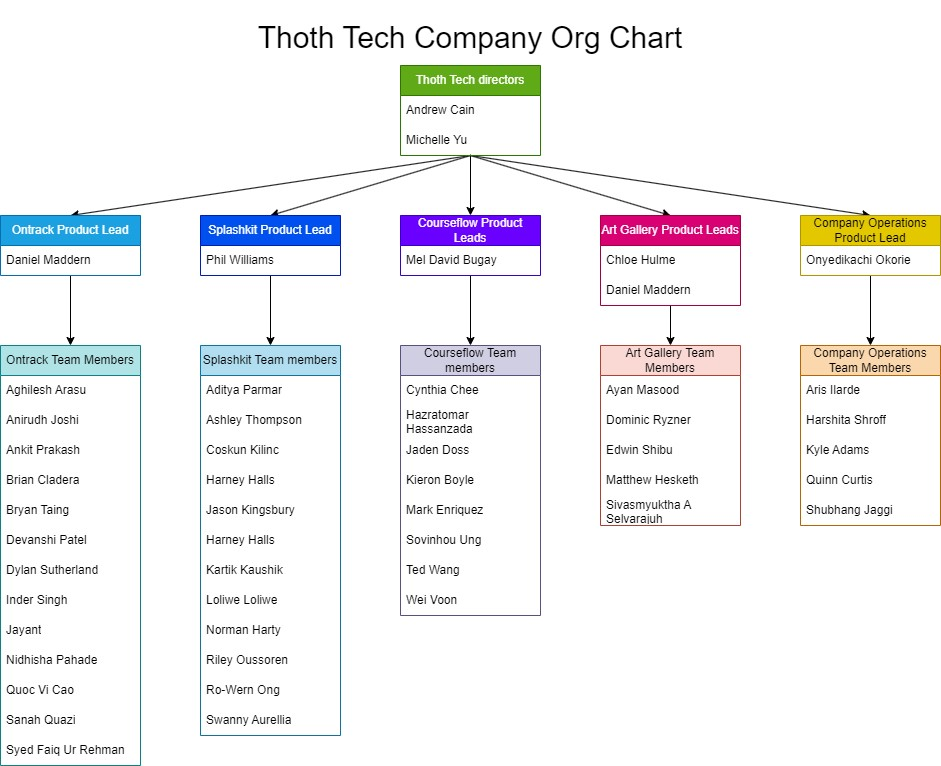 Thoth Tech Company Org Chart
Thoth Tech directors
Andrew Cain
Michelle Yu
Ontrack Product Lead
Daniel Maddern
Splashkit Product Lead
Phil Williams
Courseflow Product
Leads
Mel David Bugay
Art Gallery Product Leads
Chloe Hulme
Daniel Maddern
Company Operations
Product Lead
Onyedikachi Okorie
Ontrack Team Members
Aghilesh Arasu
Anirudh Joshi
Ankit Prakash
Brian Cladera
Bryan Taing
Devanshi Patel
Dylan Sutherland
Inder Singh
Jayant
Nidhisha Pahade
Quoc Vi Cao
Sanah Quazi
Syed Faiq Ur Rehman
Splashkit Team members
Aditya Parmar
Ashley Thompson
Coskun Kilinc
Harney Halls
Jason Kingsbury
Harney Halls
Kartik Kaushik
Loliwe Loliwe
Norman Harty
Riley Oussoren
Ro-Wern Ong
Swanny Aurellia
Courseflow Team
members
Cynthia Chee
Hazratomar
Hassanzada
Jaden Doss
Kieron Boyle
Mark Enriquez
Sovinhou Ung
Ted Wang
Wei Voon
Art Gallery Team
Members
Ayan Masood
Dominic Ryzner
Edwin Shibu
Matthew Hesketh
Sivasmyuktha A
Selvarajuh
Company Operations
Team Members
Aris Ilarde
Harshita Shroff
Kyle Adams
Quinn Curtis
Shubhang Jaggi